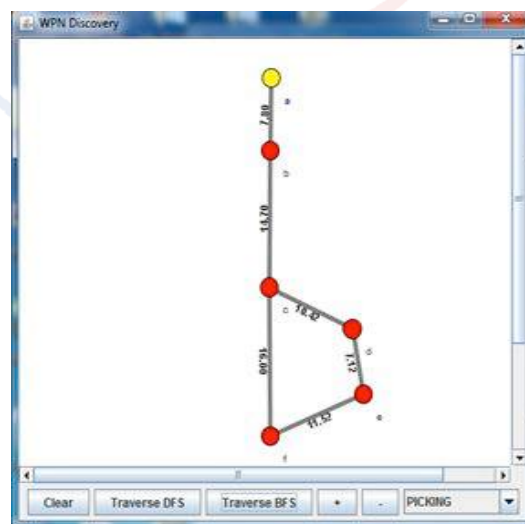 WPN Discovery
a
7.80
b
14.70
c
10.42
d
16.00
7.12
e
11.52
f
Clear
Traverse DFS
Traverse BFS
+
-
PICKING